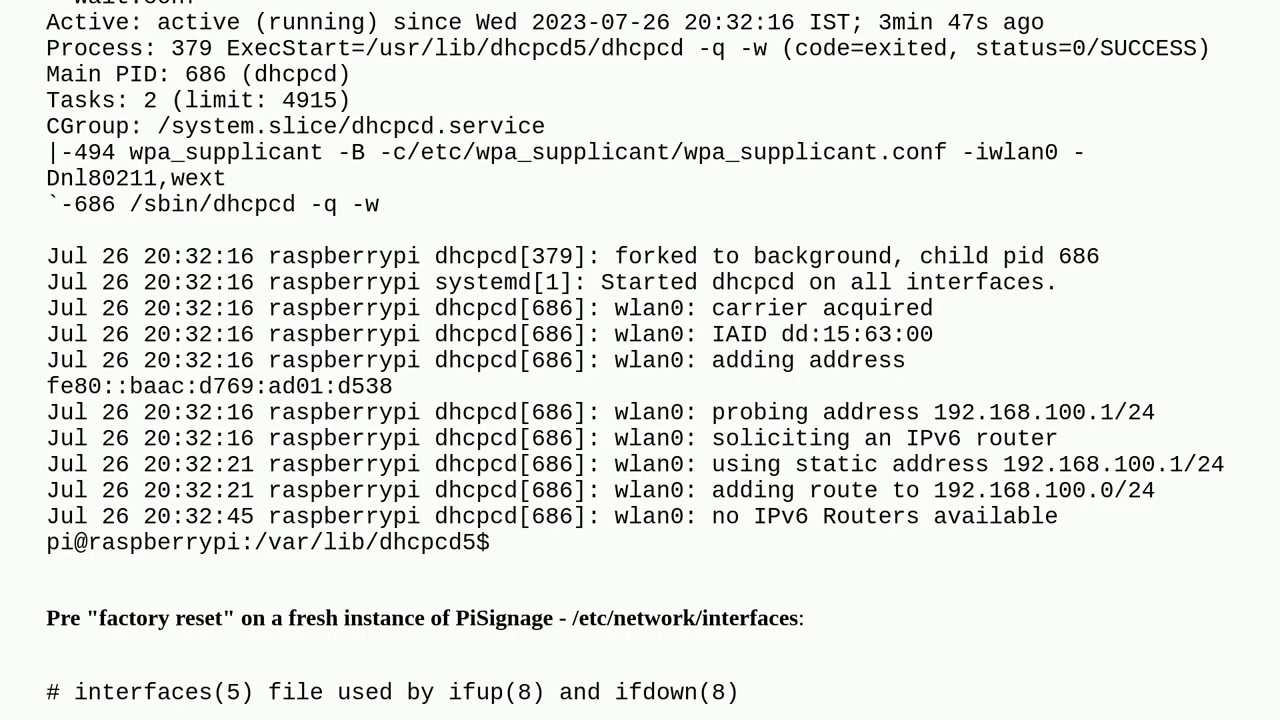 wait.conf
Active: active (running) since Wed 2023-07-26 20:32:16 IST; 3min 47s ago
Process: 379 ExecStart=/usr/lib/dhcpcd5/dhcpcd -q -w (code=exited, status=0/SUCCESS)
Main PID: 686 (dhcpcd)
Tasks: 2 (limit: 4915)
CGroup: /system.slice/dhcpcd.service
|-494 wpa_supplicant -B -c/etc/wpa_supplicant/wpa_supplicant.conf -iwlan0 -
Dnl80211,wext
`-686 /sbin/dhcpcd -q -w
Jul 26 20:32:16 raspberrypi dhcpcd[379]: forked to background, child pid 686
Jul 26 20:32:16 raspberrypi systemd[1]: Started dhcpcd on all interfaces.
Jul 26 20:32:16 raspberrypi dhcpcd[686]: wlan0: carrier acquired
Jul 26 20:32:16 raspberrypi dhcpcd[686]: wlan0: IAID dd:15:63:00
Jul 26 20:32:16 raspberrypi dhcpcd[686]: wlan0: adding address
fe80::baac:d769:ad01:d538
Jul 26 20:32:16 raspberrypi dhcpcd[686]: wlan0: probing address 192.168.100.1/24
Jul 26 20:32:16 raspberrypi dhcpcd[686]: wlan0: soliciting an IPv6 router
Jul 26 20:32:21 raspberrypi dhcpcd[686]: wlan0: using static address 192.168.100.1/24
Jul 26 20:32:21 raspberrypi dhcpcd[686]: wlan0: adding route to 192.168.100.0/24
Jul 26 20:32:45 raspberrypi dhcpcd[686]: wlan0: no IPv6 Routers available
pi@raspberrypi:/var/lib/dhcpcd5$
Pre "factory reset" on a fresh instance of PiSignage - /etc/network/interfaces:
# interfaces(5) file used by ifup(8) and ifdown(8)